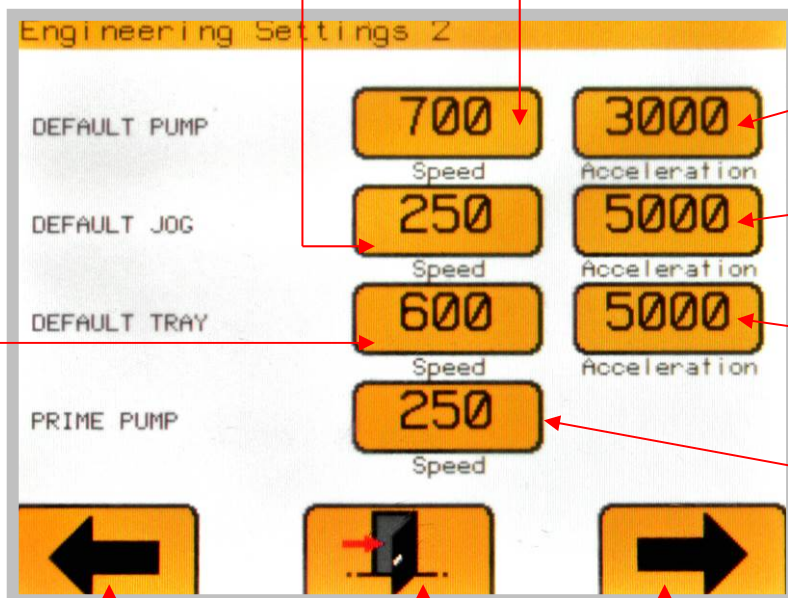 Engineering Settings 2
DEFAULT PUMP 700 3000
Speed Acceleration
DEFAULT JOG 250 5000
Speed Acceleration
DEFAULT TRAY 600 5000
Speed Acceleration
PRIME PUMP 250
Speed